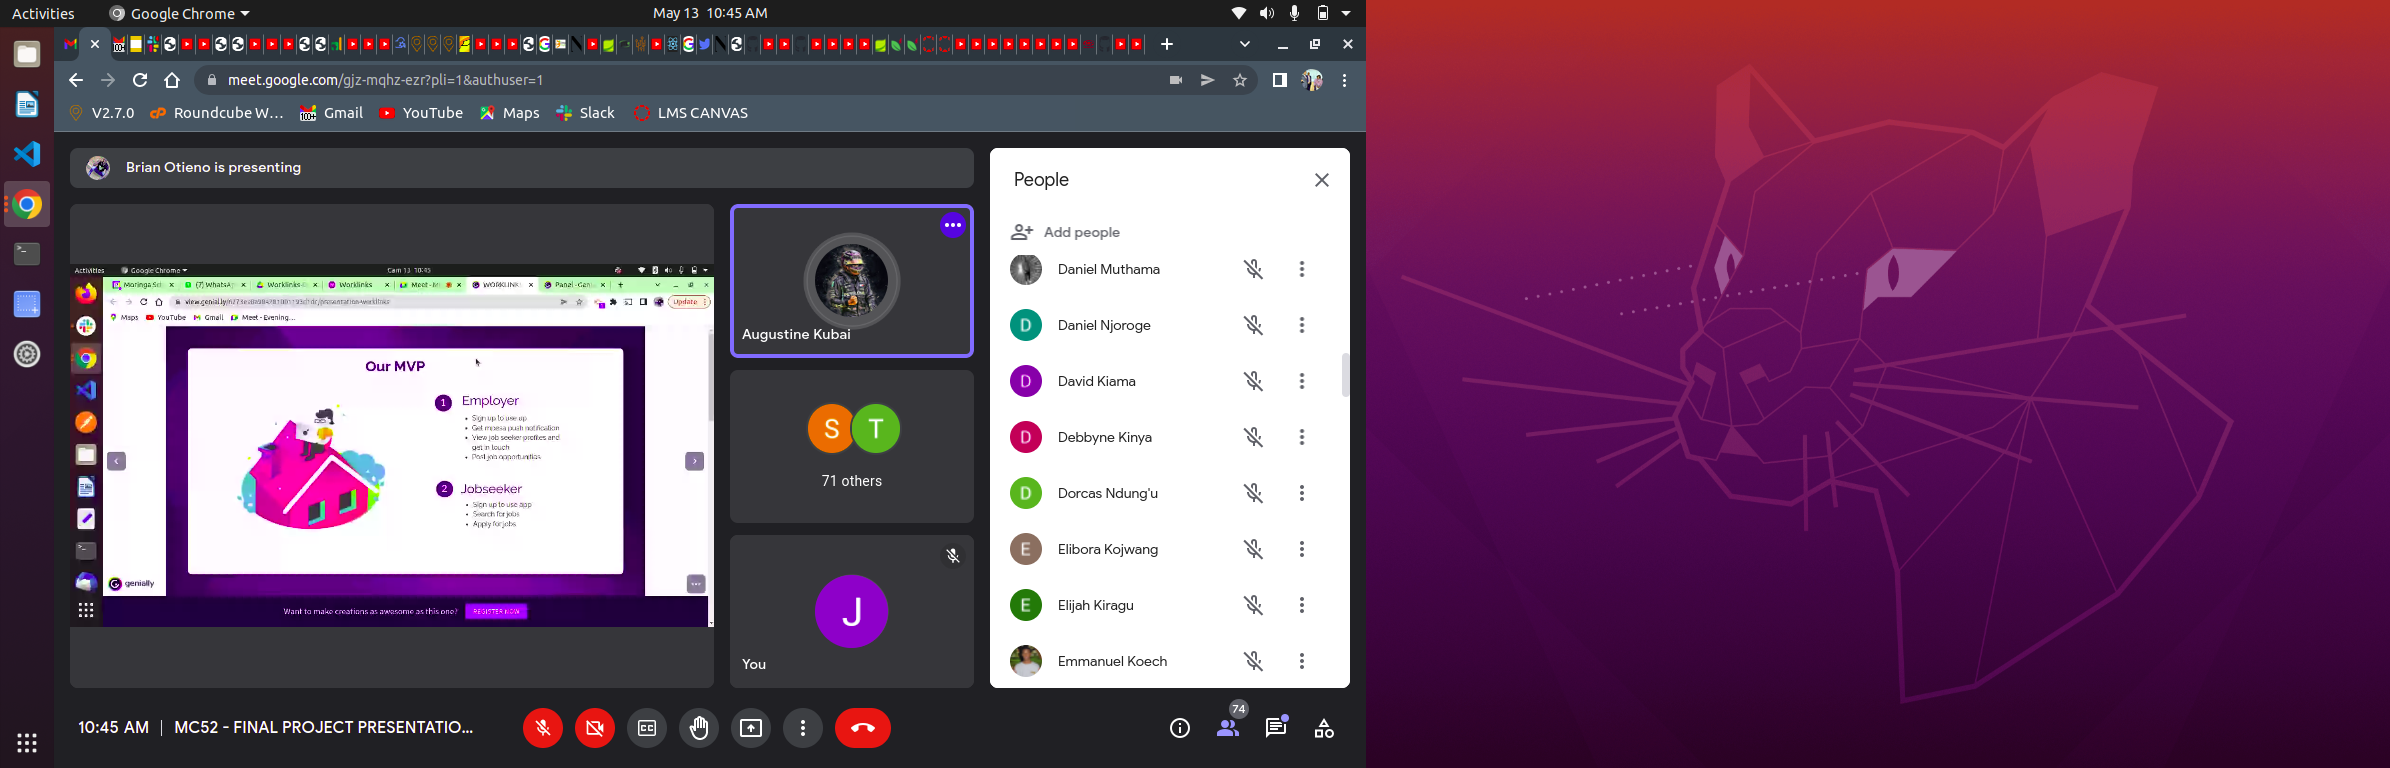 Activities
Google Chrome
May 13 10:45 AM
meet.google.com/gjz-mqhz-ezr?pli=1&authuser=1
V2.7.0
Roundcube W...
100+
Gmail
YouTube
Maps
Slack
LMS CANVAS
Brian Otieno is presenting
Activities
Google Chrome
Cam 13 10:45
Moringa Sch
(7) WhatsA
Worklinks-
Worklinks
Meet - M
WORKLINK
Panel - Geni
Update
Maps
YouTube
Gmail
Meet - Evening...
Our MVP
1
Employer
Sign up to use up
Get mpesa push notification
View job seeker profiles and
get in touch
Post job opportunities
2
Jobseeker
Sign up to use app
Search for jobs
Apply for jobs
genially
Want to make creations as awesome as this one?
REGISTER NOW
Augustine Kubai
S
T
71 others
J
You
People
Add people
Daniel Muthama
D
Daniel Njoroge
D
David Kiama
D
Debbyne Kinya
D
Dorcas Ndung'u
E
Elibora Kojwang
E
Elijah Kiragu
Emmanuel Koech
10:45 AM
MC52 - FINAL PROJECT PRESENTATIO...
CC
74